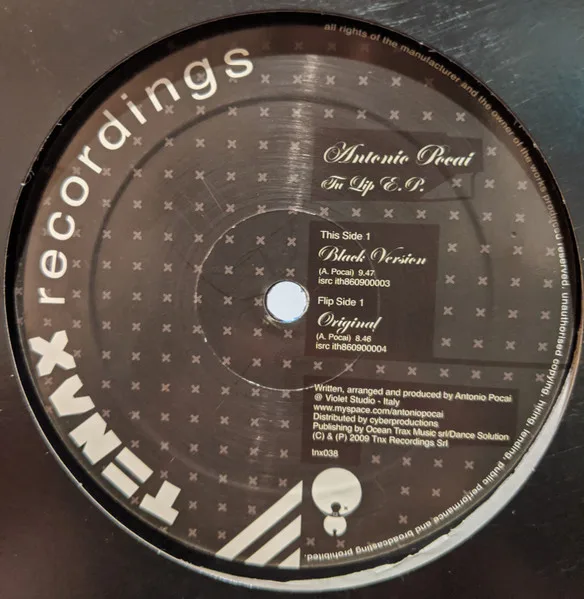 TENAX recordings
all rights of the manufacturer and the owner of the works produced reserved. unauthorised copying, hiring, lending, public performance and broadcasting prohibited.
Antonio Pocai
Tu Lip E.P.
This Side 1
Black Version
(A. Pocai) 9.47
isrc ith860900003
Flip Side 1
Original
(A. Pocai) 8.46
isrc ith860900004
Written, arranged and produced by Antonio Pocai
@ Violet Studio - Italy
www.myspace.com/antoniopocai
Distributed by cyberproductions
Publishing by Ocean Trax Music srl/Dance Solution
(C) & (P) 2009 Tnx Recordings Srl
tnx038